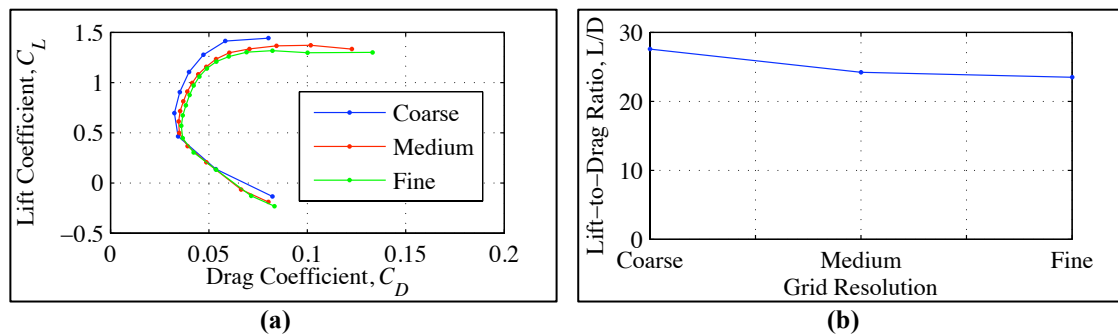 1.5
1
0.5
0
−0.5
Lift Coefficient, C_L
0
0.05
0.1
0.15
0.2
Drag Coefficient, C_D
Coarse
Medium
Fine
(a)
30
20
10
0
Lift−to−Drag Ratio, L/D
Coarse
Medium
Fine
Grid Resolution
(b)